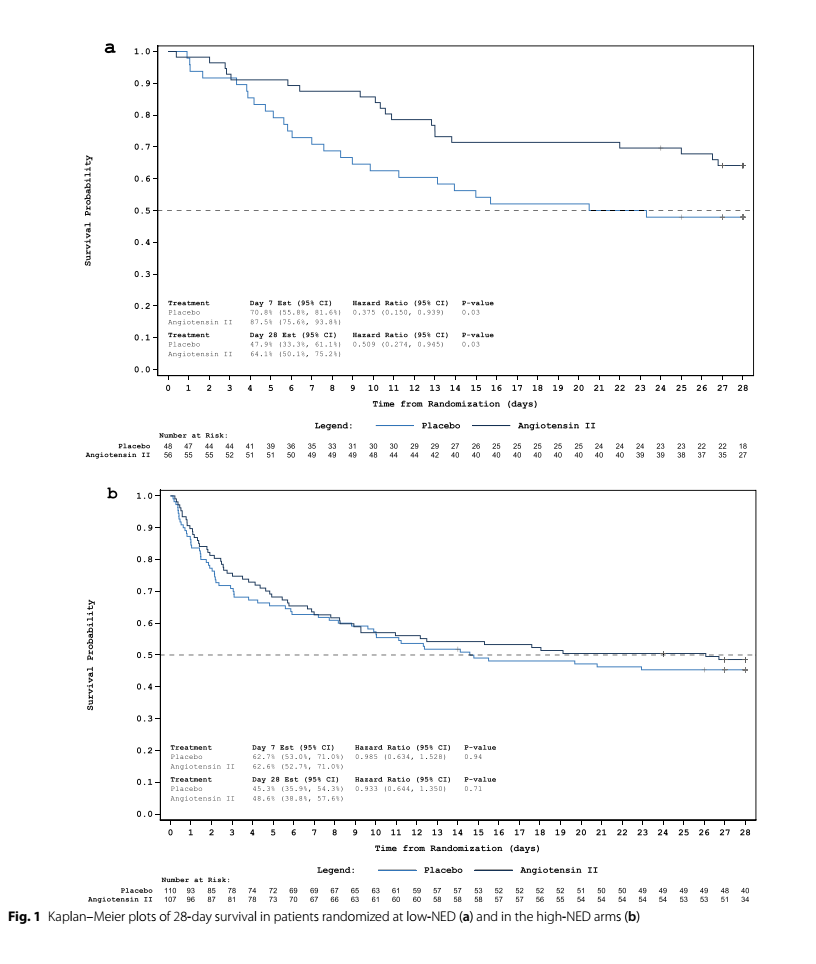 a
1.0
0.9
0.8
0.7
0.6
0.5
0.4
0.3
0.2
0.1
0.0
Survival Probability
Treatment Day 7 Est (95% CI) Hazard Ratio (95% CI) P-value
Placebo 70.8% (55.8%, 81.6%) 0.375 (0.150, 0.939) 0.03
Angiotensin II 87.5% (75.6%, 93.8%)
Treatment Day 28 Est (95% CI) Hazard Ratio (95% CI) P-value
Placebo 47.9% (33.3%, 61.1%) 0.509 (0.274, 0.945) 0.03
Angiotensin II 64.1% (50.1%, 75.2%)
0 1 2 3 4 5 6 7 8 9 10 11 12 13 14 15 16 17 18 19 20 21 22 23 24 25 26 27 28
Time from Randomization (days)
Legend: Placebo Angiotensin II
Number at Risk:
Placebo 48 47 44 44 41 39 36 35 33 31 30 30 29 29 27 26 25 25 25 25 25 24 24 24 23 23 22 22 18
Angiotensin II 56 55 55 52 51 51 50 49 49 49 48 44 44 42 40 40 40 40 40 40 40 40 40 39 39 38 37 35 27
b
1.0
0.9
0.8
0.7
0.6
0.5
0.4
0.3
0.2
0.1
0.0
Survival Probability
Treatment Day 7 Est (95% CI) Hazard Ratio (95% CI) P-value
Placebo 62.7% (53.0%, 71.0%) 0.985 (0.634, 1.528) 0.94
Angiotensin II 62.6% (52.7%, 71.0%)
Treatment Day 28 Est (95% CI) Hazard Ratio (95% CI) P-value
Placebo 45.3% (35.9%, 54.3%) 0.933 (0.644, 1.350) 0.71
Angiotensin II 48.6% (38.8%, 57.6%)
0 1 2 3 4 5 6 7 8 9 10 11 12 13 14 15 16 17 18 19 20 21 22 23 24 25 26 27 28
Time from Randomization (days)
Legend: Placebo Angiotensin II
Number at Risk:
Placebo 110 93 85 78 74 72 69 69 67 65 63 61 59 57 57 53 52 52 52 52 51 50 50 49 49 49 49 48 40
Angiotensin II 107 96 87 81 78 73 70 67 66 63 61 60 60 58 58 58 57 57 56 55 54 54 54 54 54 53 53 51 34
Fig. 1 Kaplan–Meier plots of 28-day survival in patients randomized at low-NED (a) and in the high-NED arms (b)